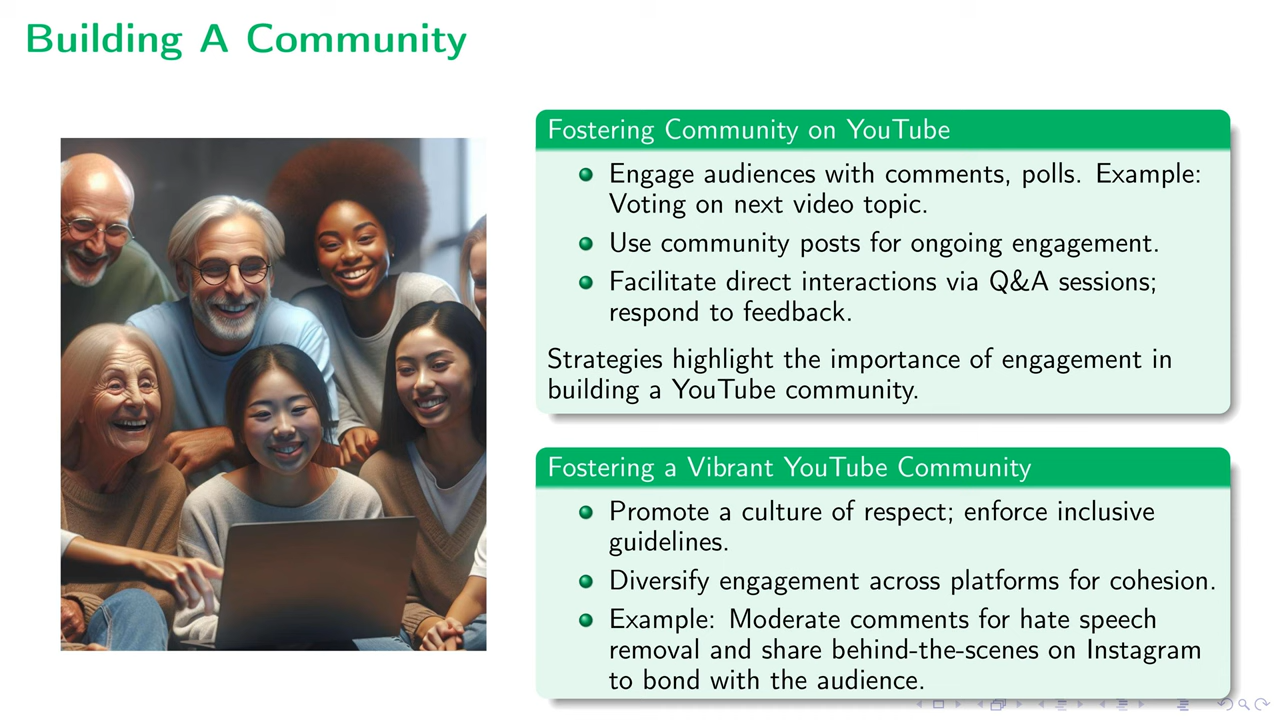 Building A Community
Fostering Community on YouTube
Engage audiences with comments, polls. Example:
Voting on next video topic.
Use community posts for ongoing engagement.
Facilitate direct interactions via Q&A sessions;
respond to feedback.
Strategies highlight the importance of engagement in
building a YouTube community.
Fostering a Vibrant YouTube Community
Promote a culture of respect; enforce inclusive
guidelines.
Diversify engagement across platforms for cohesion.
Example: Moderate comments for hate speech
removal and share behind-the-scenes on Instagram
to bond with the audience.